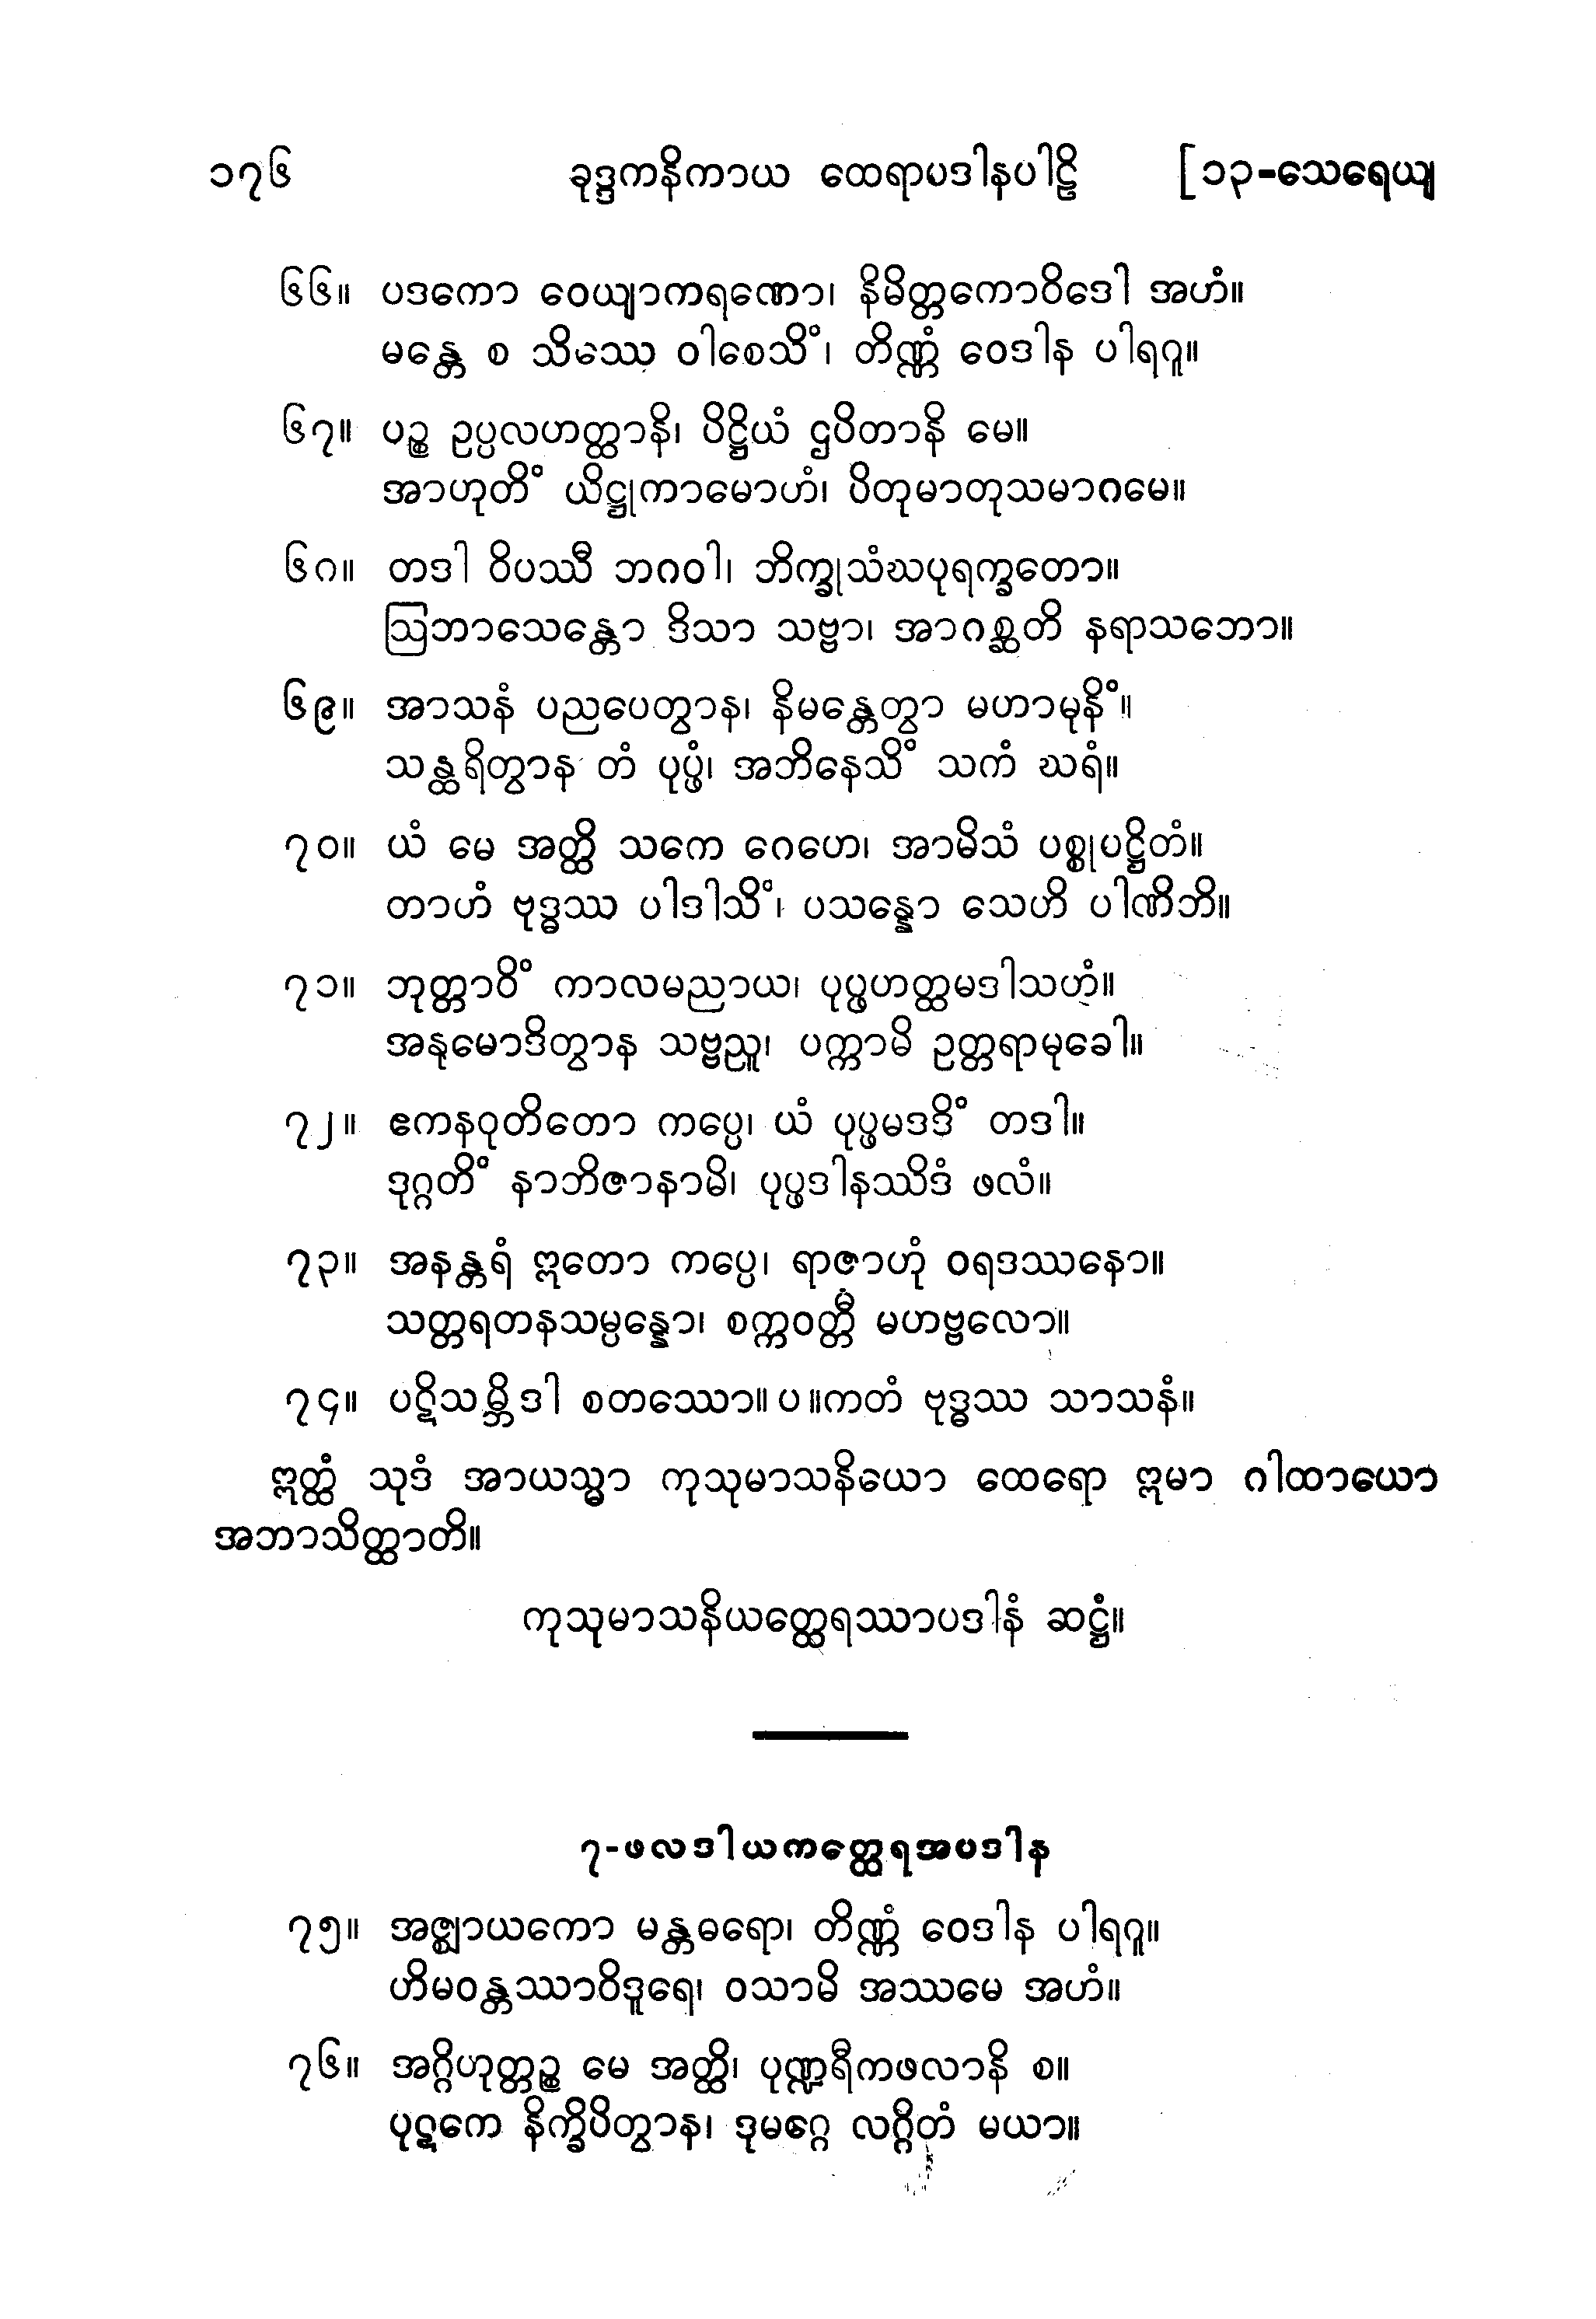 ၁၇၆ ခုဒ္ဒကနိကာယ ထေရာပဒါနပါဠိ [၁၃-သေရေယျ
၆၆။ ပဒကော ဝေယျာကရဏော၊ နိမိတ္တကောဝိဒေါ အဟံ။
မန္တေ စ သိဿေ ဝါစေသိံ၊ တိဏ္ဏံ ဝေဒါန ပါရဂူ။
၆၇။ ပဉ္စ ဥပ္ပလဟတ္ထာနိ၊ ပိဋ္ဌိယံ ဌပိတာနိ မေ။
အာဟုတိံ ယိဋ္ဌုကာမောဟံ၊ ပိတုမာတုသမာဂမေ။
၆၈။ တဒါ ဝိပဿီ ဘဂဝါ၊ ဘိက္ခုသံဃပုရက္ခတော။
ဩဘာသေန္တော ဒိသာ သဗ္ဗာ၊ အာဂစ္ဆတိ နရာသဘော။
၆၉။ အာသနံ ပညပေတွာန၊ နိမန္တေတွာ မဟာမုနိံ။
သန္ထရိတွာန တံ ပုပ္ဖံ၊ အဘိနေသိံ သကံ ဃရံ။
၇၀။ ယံ မေ အတ္ထိ သကေ ဂေဟေ၊ အာမိသံ ပစ္စုပဋ္ဌိတံ။
တာဟံ ဗုဒ္ဓဿ ပါဒါသိံ၊ ပသန္နော သေဟိ ပါဏိဘိ။
၇၁။ ဘုတ္တာဝိံ ကာလမညာယ၊ ပုပ္ဖဟတ္ထမဒါသဟံ။
အနုမောဒိတွာန သဗ္ဗညူ၊ ပက္ကာမိ ဥတ္တရာမုခေါ။
၇၂။ ဧကနဝုတိတော ကပ္ပေ၊ ယံ ပုပ္ဖမဒဒိံ တဒါ။
ဒုဂ္ဂတိံ နာဘိဇာနာမိ၊ ပုပ္ဖဒါနဿိဒံ ဖလံ။
၇၃။ အနန္တရံ ဣတော ကပ္ပေ၊ ရာဇာဟုံ ဝရဒဿနော။
သတ္တရတနသမ္ပန္နော၊ စက္ကဝတ္တီ မဟဗ္ဗလော။
၇၄။ ပဋိသမ္ဘိဒါ စတဿော။ပ။ကတံ ဗုဒ္ဓဿ သာသနံ။
ဣတ္ထံ သုဒံ အာယသ္မာ ကုသုမာသနိယော ထေရော ဣမာ ဂါထာယော
အဘာသိတ္ထာတိ။
ကုသုမာသနိယတ္ထေရဿာပဒါနံ ဆဋ္ဌံ။
၇-ဖလဒါယကတ္ထေရအပဒါန
၇၅။ အဇ္ဈာယကော မန္တဓရော၊ တိဏ္ဏံ ဝေဒါန ပါရဂူ။
ဟိမဝန္တဿာဝိဒူရေ၊ ဝသာမိ အဿမေ အဟံ။
၇၆။ အဂ္ဂိဟုတ္တဉ္စ မေ အတ္ထိ၊ ပုဏ္ဍရီကဖလာနိ စ။
ပုဋကေ နိက္ခိပိတွာန၊ ဒုမဂ္ဂေ လဂ္ဂိတံ မယာ။